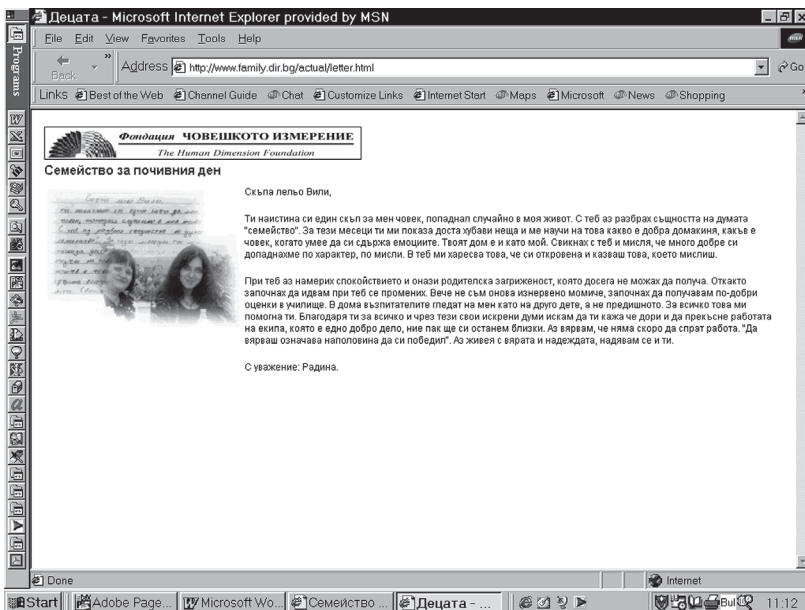 Децата - Microsoft Internet Explorer provided by MSN
File Edit View Favorites Tools Help
Programs
Back
»
Address http://www.family.dir.bg/actual/letter.html
Go
Links Best of the Web Channel Guide Chat Customize Links Internet Start Maps Microsoft News Shopping
Фондация ЧОВЕШКОТО ИЗМЕРЕНИЕ
The Human Dimension Foundation
Семейство за почивния ден
Скъпа лельо Вили,
Ти наистина си един скъп за мен човек, попаднал случайно в моя живот. С теб аз разбрах същността на думата
"семейство". За тези месеци ти ми показа доста хубави неща и ме научи на това какво е добра домакиня, какъв е
човек, когато умее да си сдържа емоциите. Твоят дом е и като мой. Свикнах с теб и мисля, че много добре си
допаднахме по характер, по мисли. В теб ми харесва това, че си откровена и казваш това, което мислиш.
При теб аз намерих спокойствието и онази родителска загриженост, която досега не можах да получа. Откакто
започнах да идвам при теб се промених. Вече не съм онова изнервено момиче, започнах да получавам по-добри
оценки в училище. В дома възпитателите гледат на мен като на друго дете, а не предишното. За всичко това ми
помогна ти. Благодаря ти за всичко и чрез тези свои искрени думи искам да ти кажа че дори и да прекъсне работата
на екипа, която е едно добро дело, ние пак ще си останем близки. Аз вярвам, че няма скоро да спрат работа. "Да
вярваш означава наполовина да си победил". Аз живея с вярата и надеждата, надявам се и ти.
С уважение: Радина.
Done
Internet
Start Adobe Page... Microsoft Wo... Семейство ... Децата - ... Bul 11:12